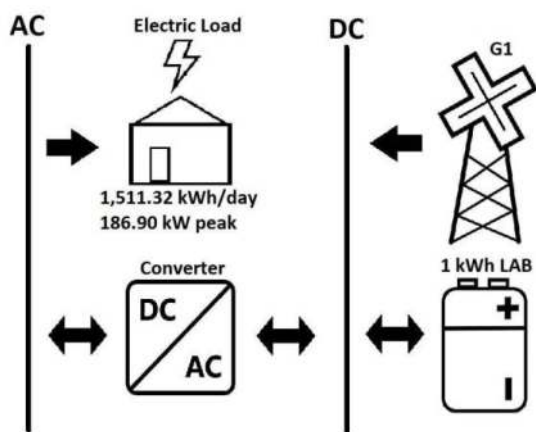 AC
Electric Load
DC
G1
1,511.32 kWh/day
186.90 kW peak
Converter
1 kWh LAB
DC
AC
+
I